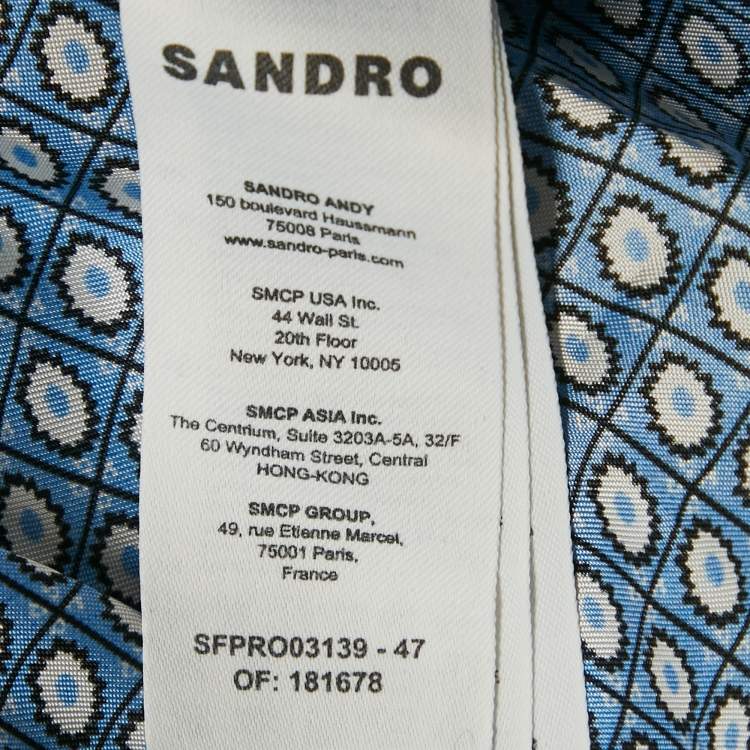 SANDRO
SANDRO ANDY
150 boulevard Haussmann
75008 Paris
www.sandro-paris.com
SMCP USA Inc.
44 Wall St.
20th Floor
New York, NY 10005
SMCP ASIA Inc.
The Centrium, Suite 3203A-5A, 32/F
60 Wyndham Street, Central
HONG-KONG
SMCP GROUP,
49, rue Etienne Marcel,
75001 Paris,
France
SFPRO03139 - 47
OF: 181678